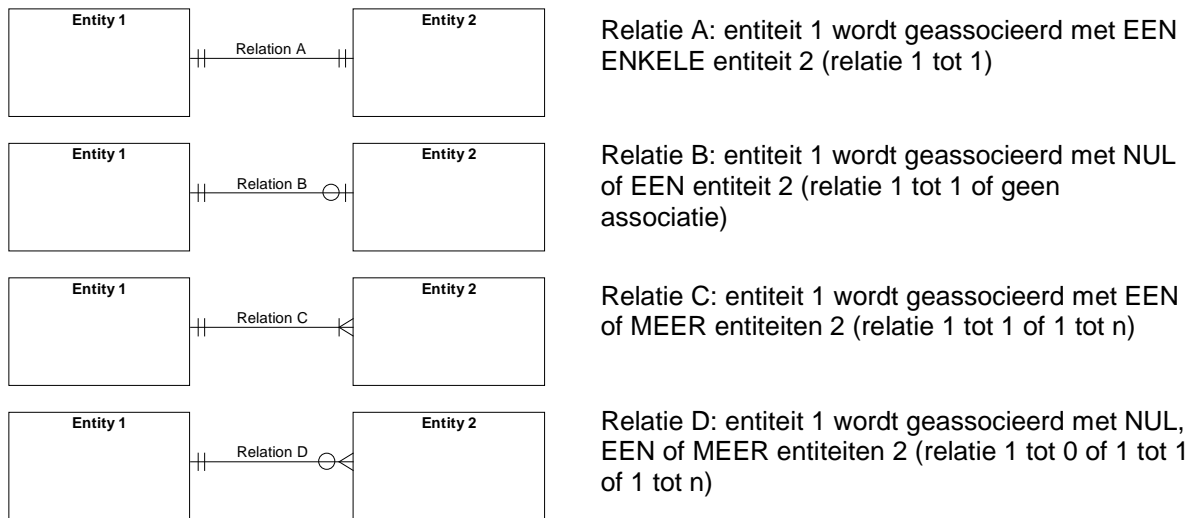 Entity 1
Relation A
Entity 2
Relatie A: entiteit 1 wordt geassocieerd met EEN
ENKELE entiteit 2 (relatie 1 tot 1)
Entity 1
Relation B
Entity 2
Relatie B: entiteit 1 wordt geassocieerd met NUL
of EEN entiteit 2 (relatie 1 tot 1 of geen
associatie)
Entity 1
Relation C
Entity 2
Relatie C: entiteit 1 wordt geassocieerd met EEN
of MEER entiteiten 2 (relatie 1 tot 1 of 1 tot n)
Entity 1
Relation D
Entity 2
Relatie D: entiteit 1 wordt geassocieerd met NUL,
EEN of MEER entiteiten 2 (relatie 1 tot 0 of 1 tot 1
of 1 tot n)